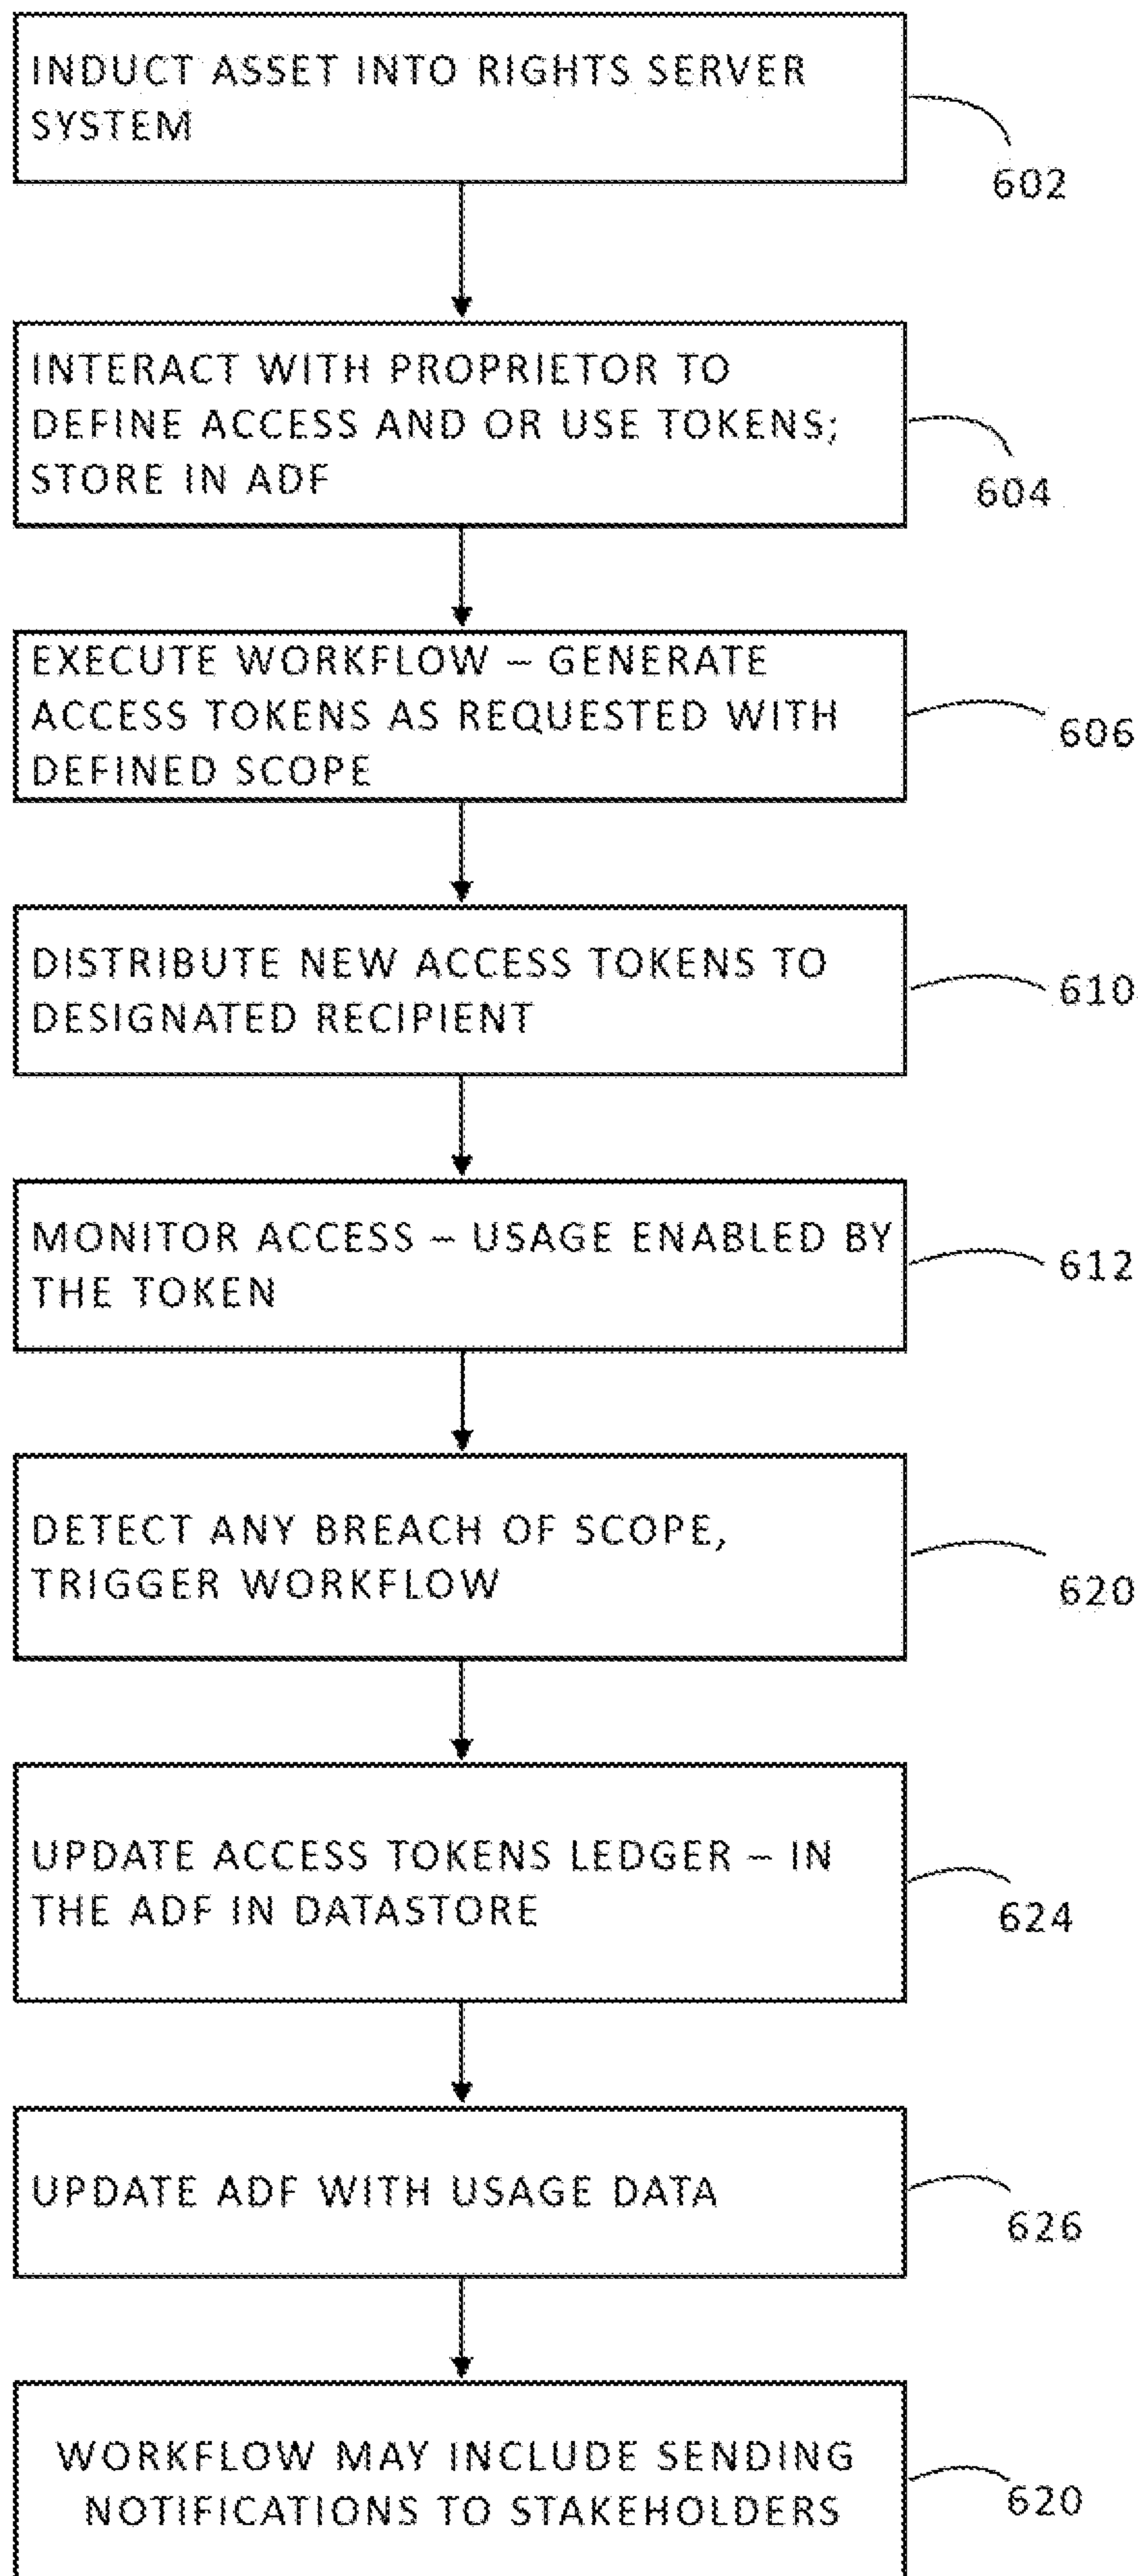 INDUCT ASSET INTO RIGHTS SERVER
SYSTEM
602
INTERACT WITH PROPRIETOR TO
DEFINE ACCESS AND OR USE TOKENS;
STORE IN ADF
604
EXECUTE WORKFLOW – GENERATE
ACCESS TOKENS AS REQUESTED WITH
DEFINED SCOPE
606
DISTRIBUTE NEW ACCESS TOKENS TO
DESIGNATED RECIPIENT
610
MONITOR ACCESS – USAGE ENABLED BY
THE TOKEN
612
DETECT ANY BREACH OF SCOPE,
TRIGGER WORKFLOW
620
UPDATE ACCESS TOKENS LEDGER – IN
THE ADF IN DATASTORE
624
UPDATE ADF WITH USAGE DATA
626
WORKFLOW MAY INCLUDE SENDING
NOTIFICATIONS TO STAKEHOLDERS
620